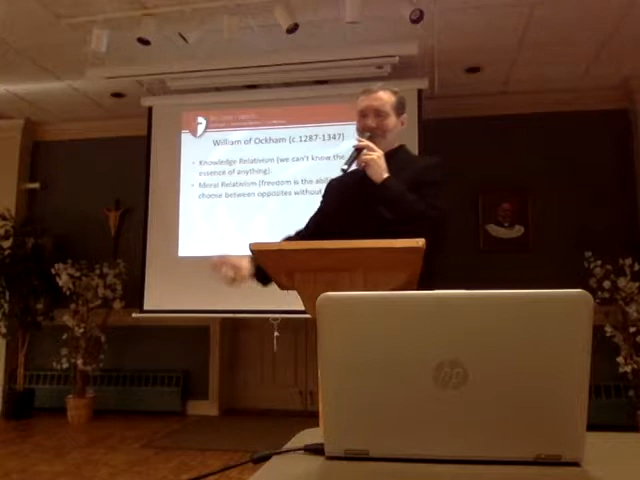 William of Ockham (c.1287-1347)
• Knowledge Relativism (we can't know the
essence of anything).
• Moral Relativism (freedom is the
choose between opposites without
hp